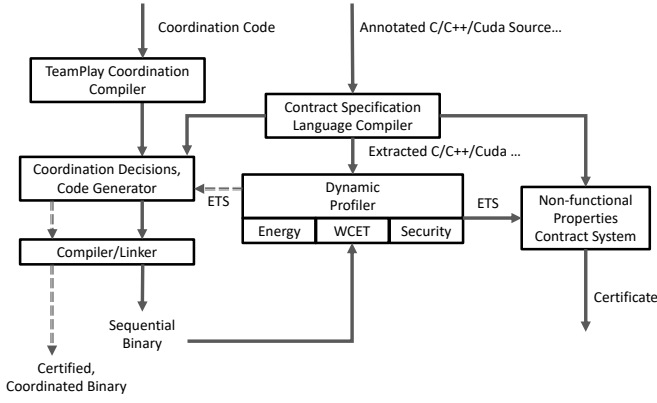 Coordination Code
Annotated C/C++/Cuda Source…
TeamPlay Coordination
Compiler
Contract Specification
Language Compiler
Extracted C/C++/Cuda …
Coordination Decisions,
Code Generator
ETS
Dynamic
Profiler
ETS
Non-functional
Properties
Contract System
Energy
WCET
Security
Compiler/Linker
Certificate
Sequential
Binary
Certified,
Coordinated Binary